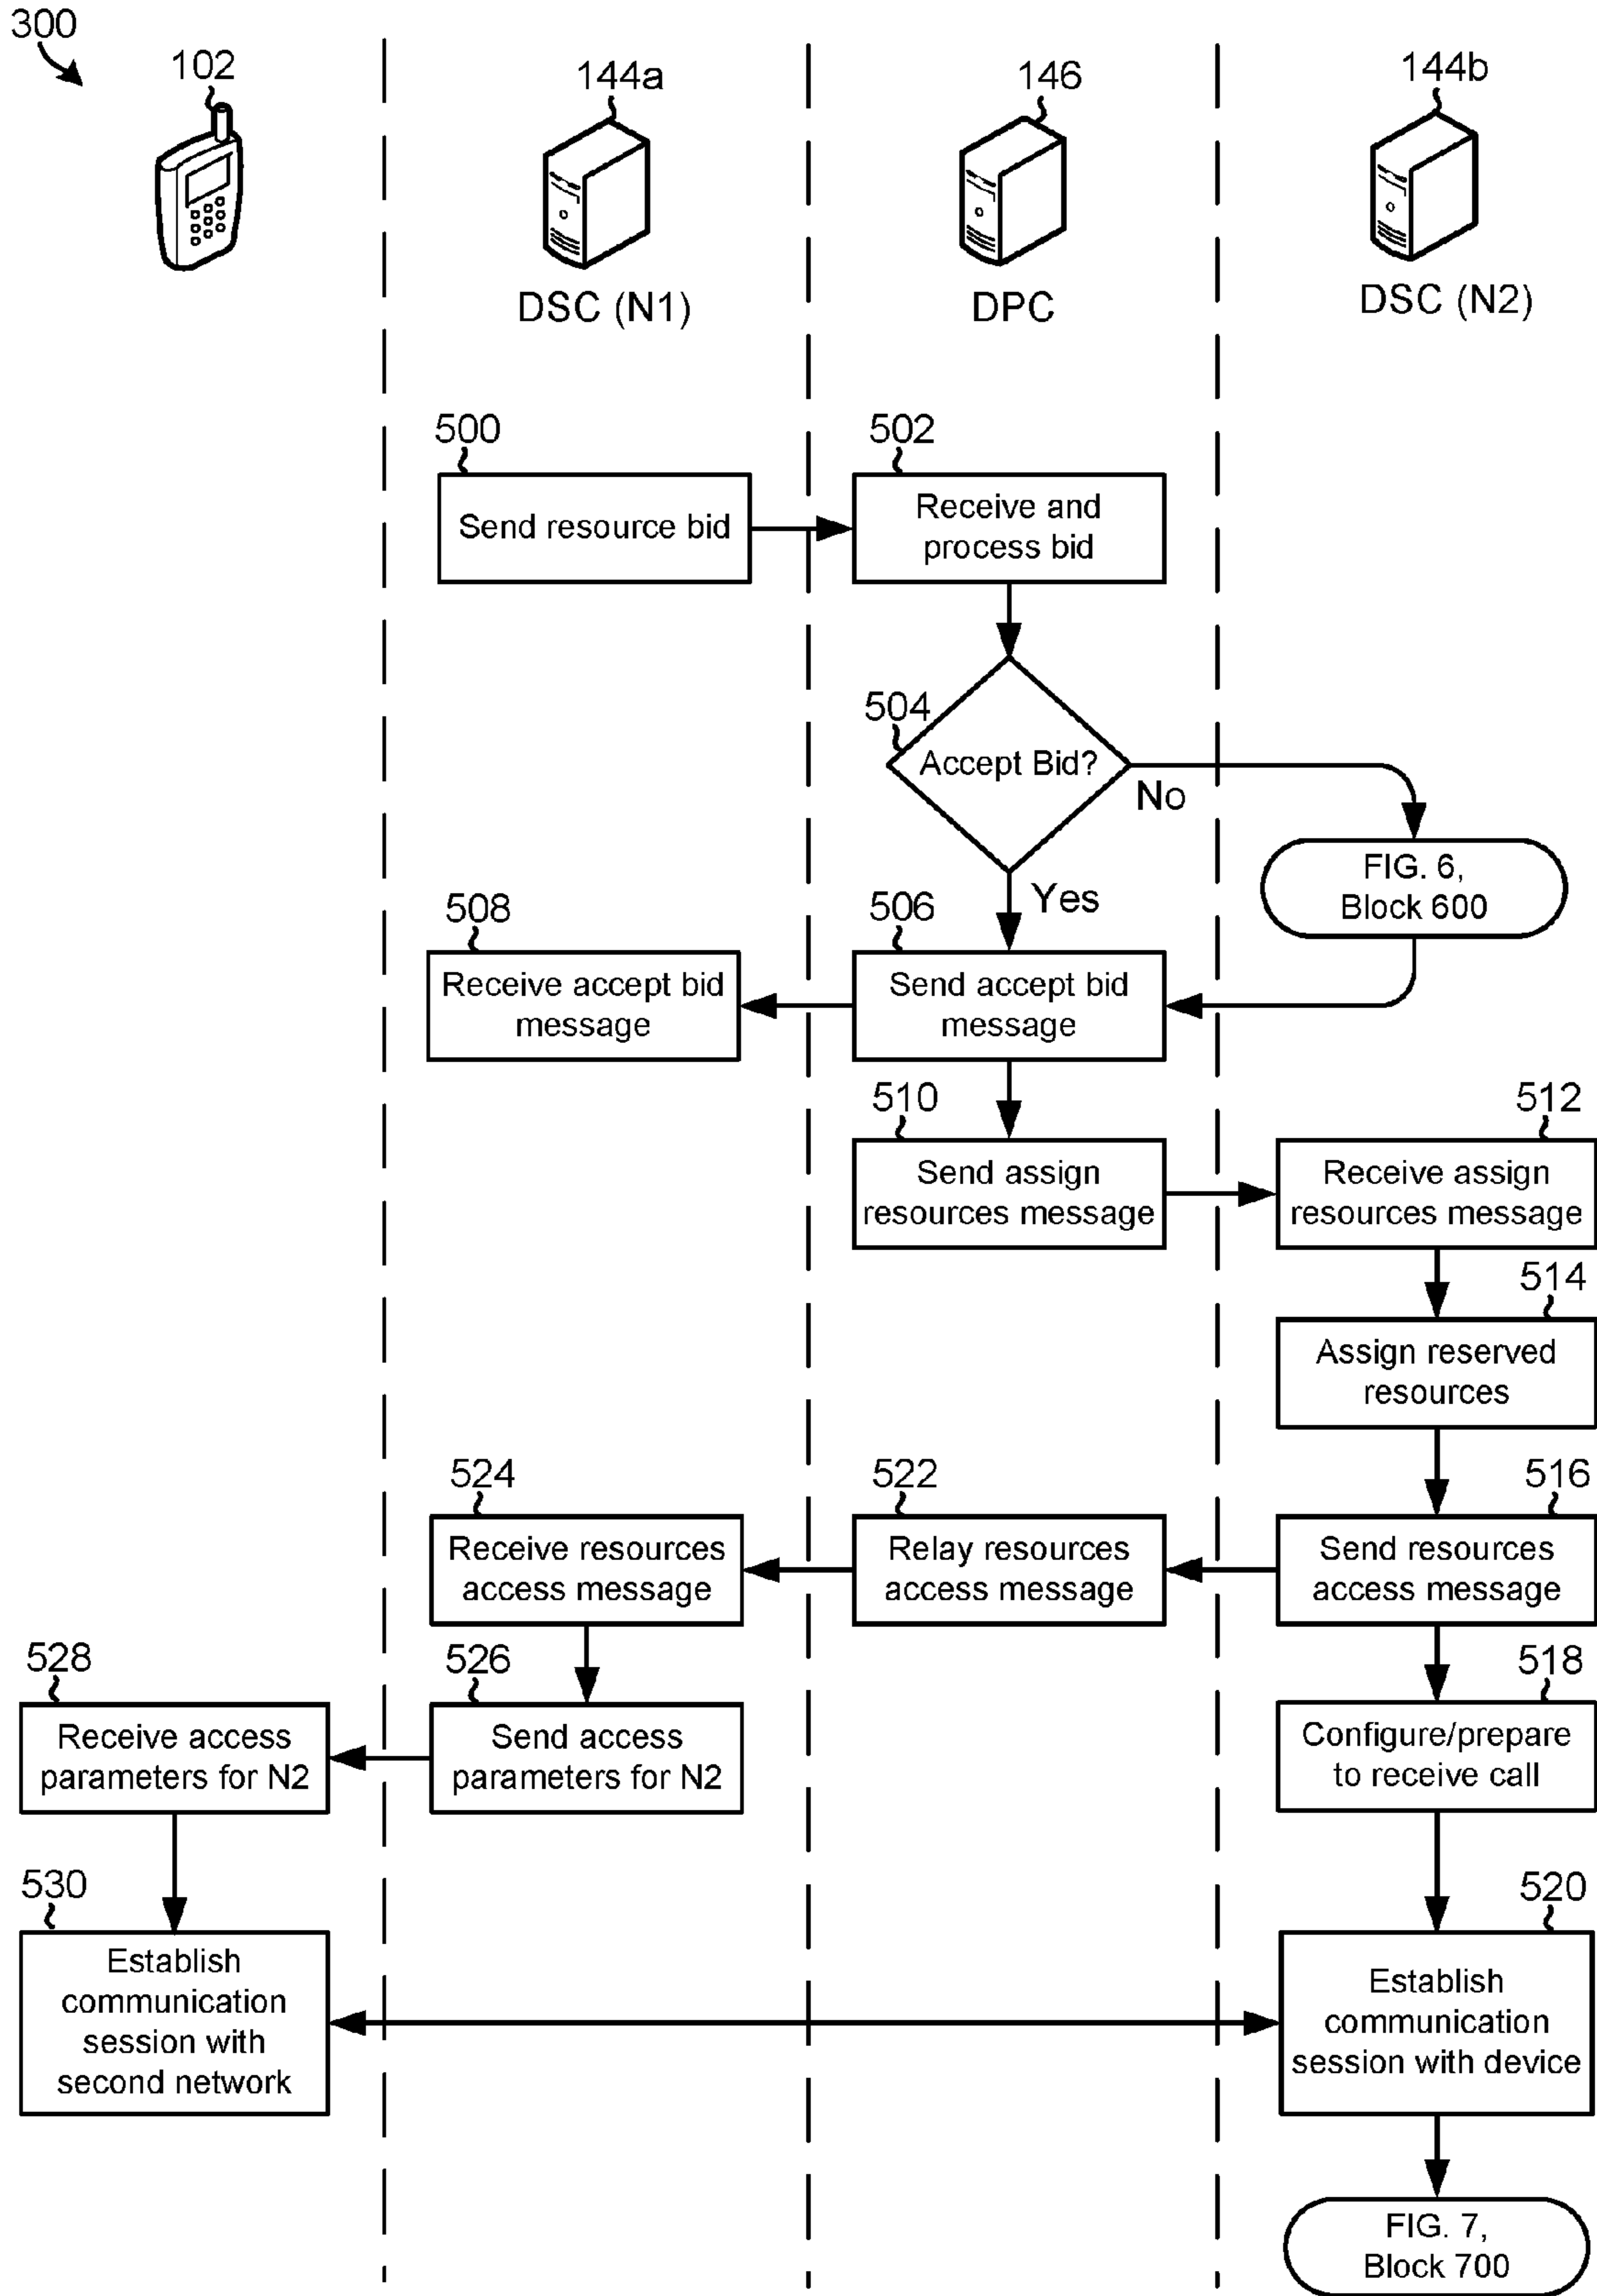 300
102
144a
146
144b
DSC (N1)
DPC
DSC (N2)
500
502
Send resource bid
Receive and
process bid
504
Accept Bid?
No
FIG. 6,
Block 600
Yes
508
506
Receive accept bid
message
Send accept bid
message
510
512
Send assign
resources message
Receive assign
resources message
514
Assign reserved
resources
524
522
516
Receive resources
access message
Relay resources
access message
Send resources
access message
528
526
518
Receive access
parameters for N2
Send access
parameters for N2
Configure/prepare
to receive call
530
520
Establish
communication
session with
second network
Establish
communication
session with device
FIG. 7,
Block 700